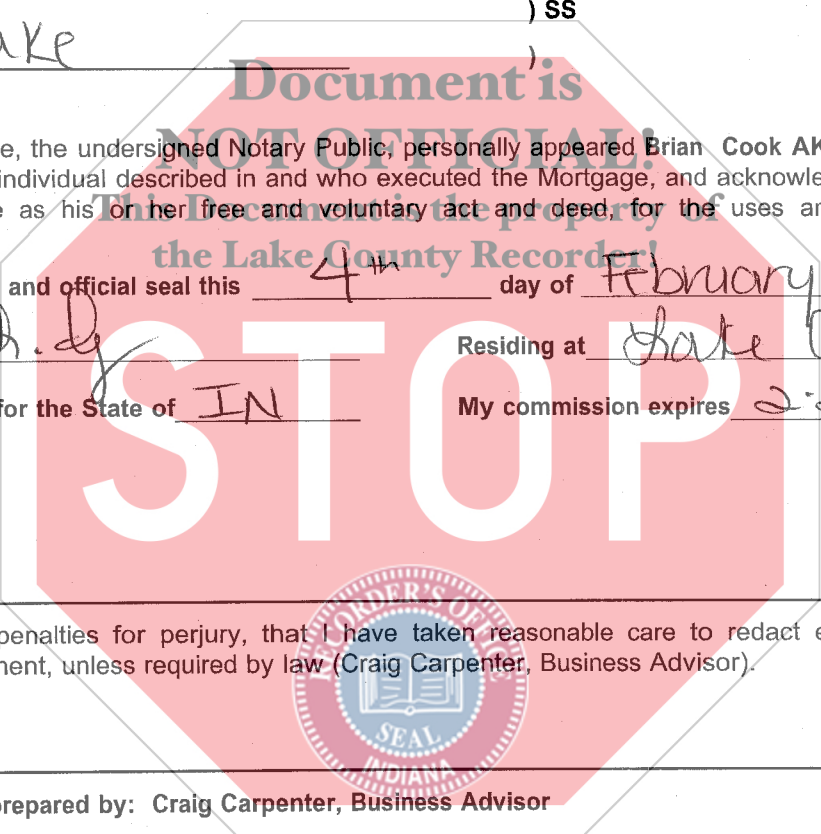 ) SS
ake
)
Document is
NOT OFFICIAL!
e, the undersigned Notary Public, personally appeared Brian Cook AK
individual described in and who executed the Mortgage, and acknowle
e as his or her free and voluntary act and deed, for the uses an
This Document is the property of
the Lake County Recorder!
and official seal this 4th day of February
Residing at Lake
for the State of IN My commission expires 2-
STOP
penalties for perjury, that I have taken reasonable care to redact e
ment, unless required by law (Craig Carpenter, Business Advisor).
RECORDER'S OFFICE
SEAL
INDIANA
prepared by: Craig Carpenter, Business Advisor